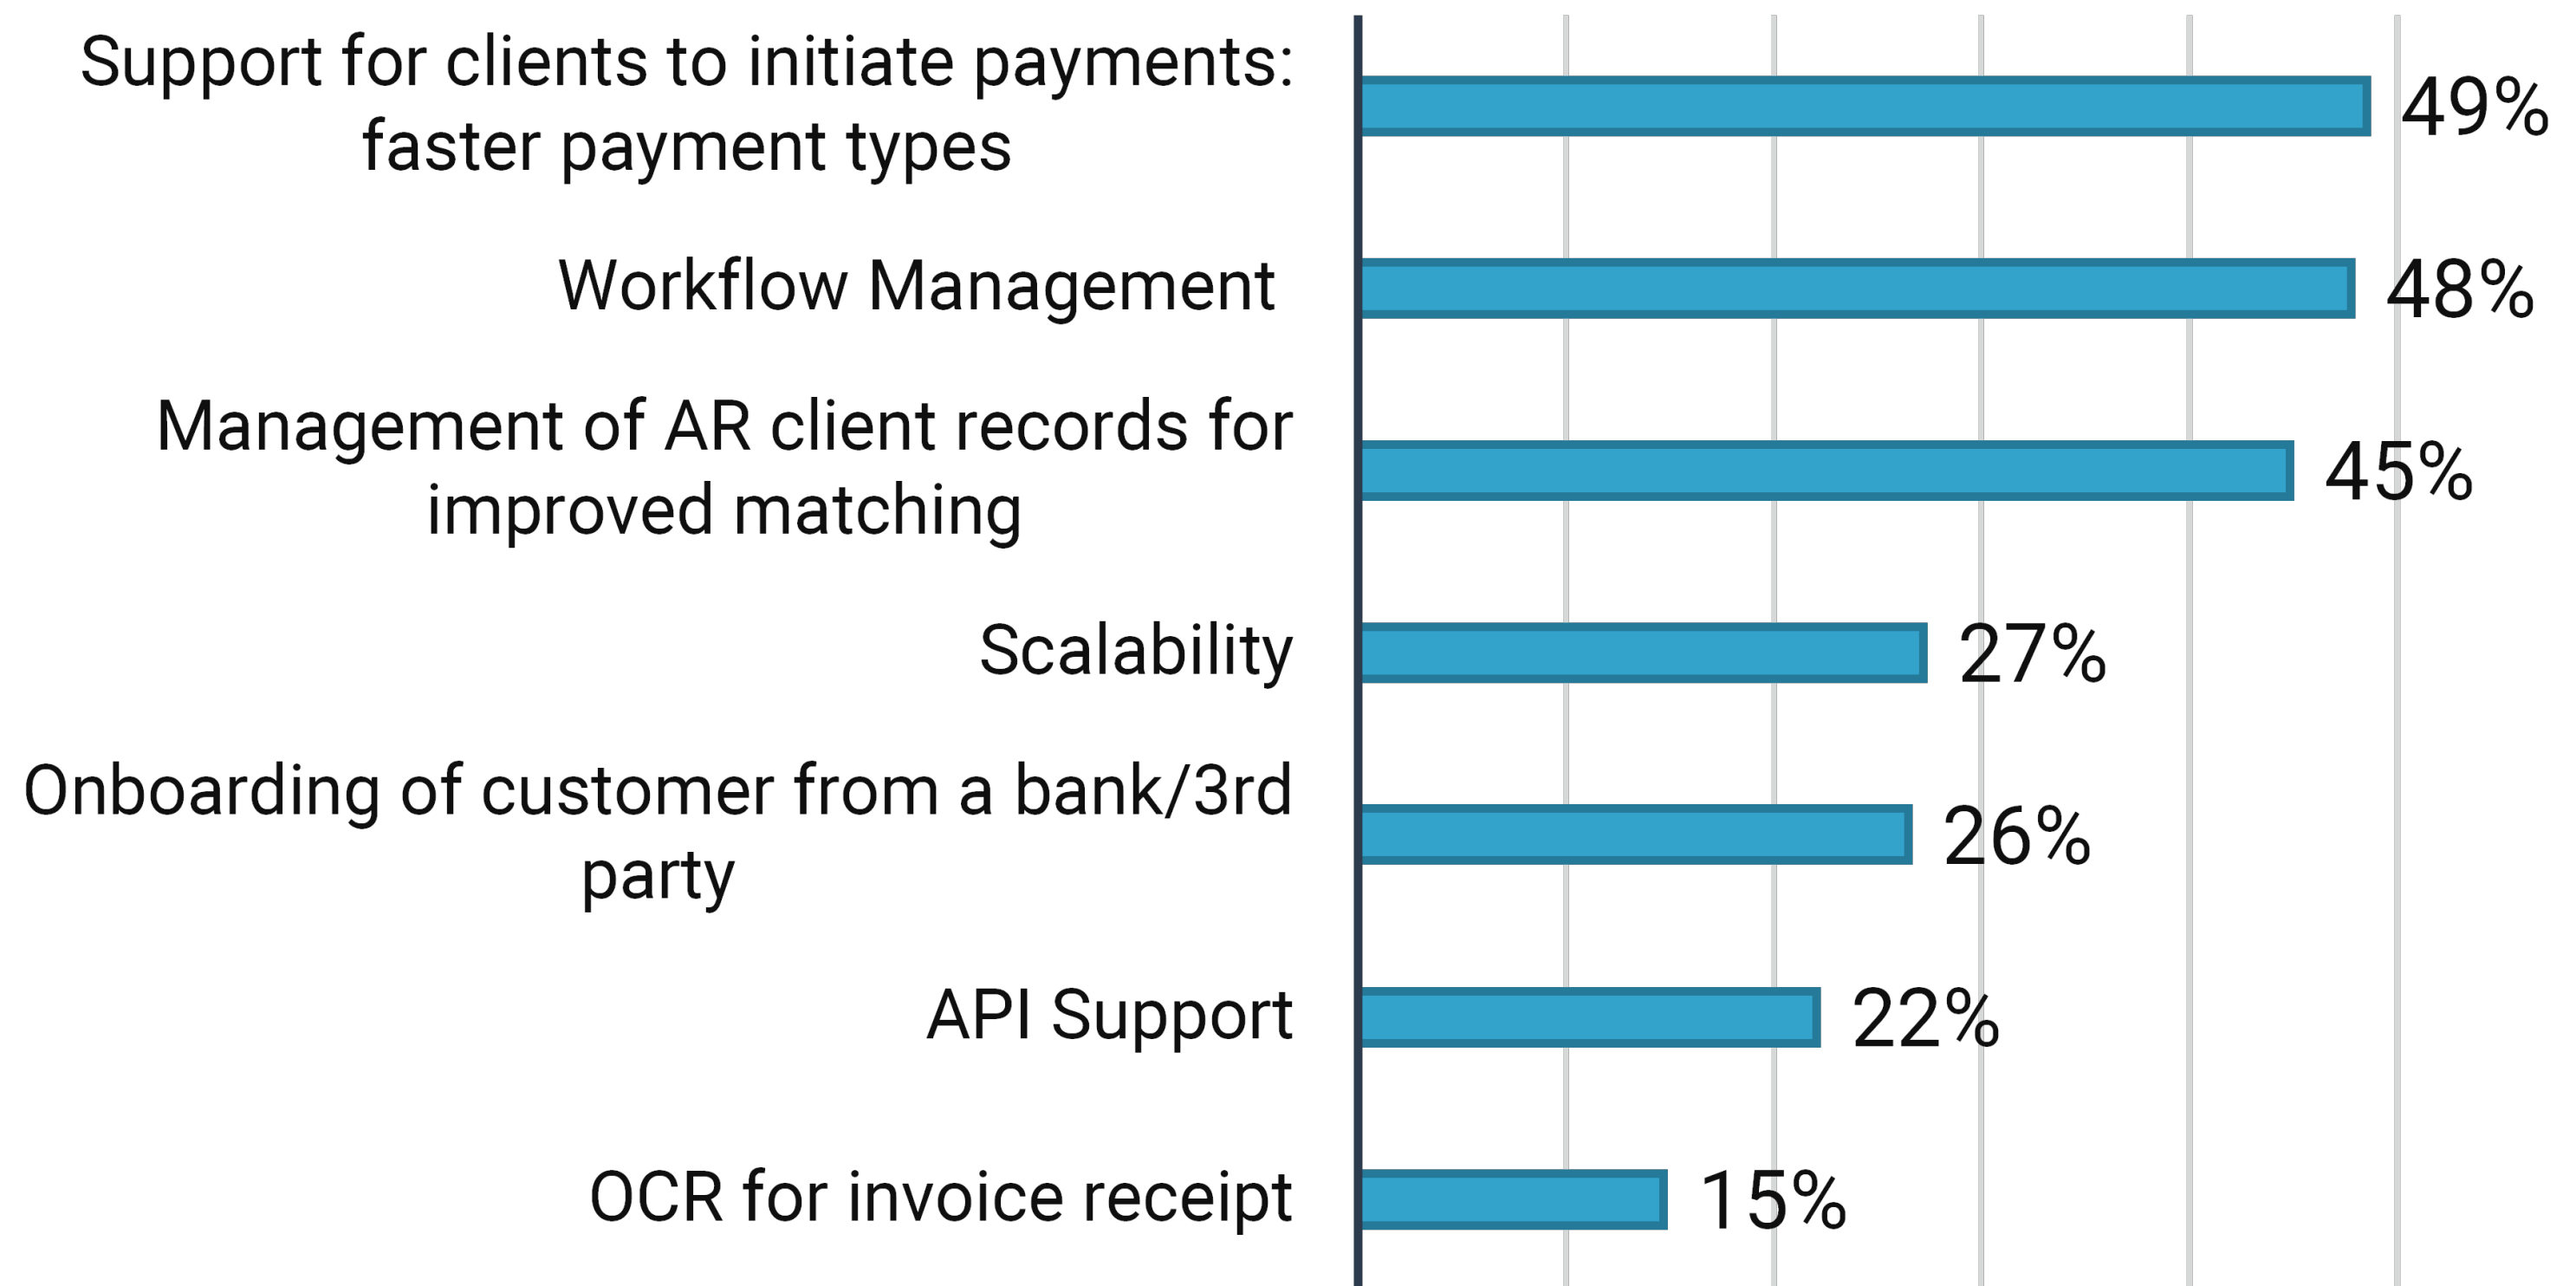 Support for clients to initiate payments:
faster payment types
49%
Workflow Management
48%
Management of AR client records for
improved matching
45%
Scalability
27%
Onboarding of customer from a bank/3rd
party
26%
API Support
22%
OCR for invoice receipt
15%